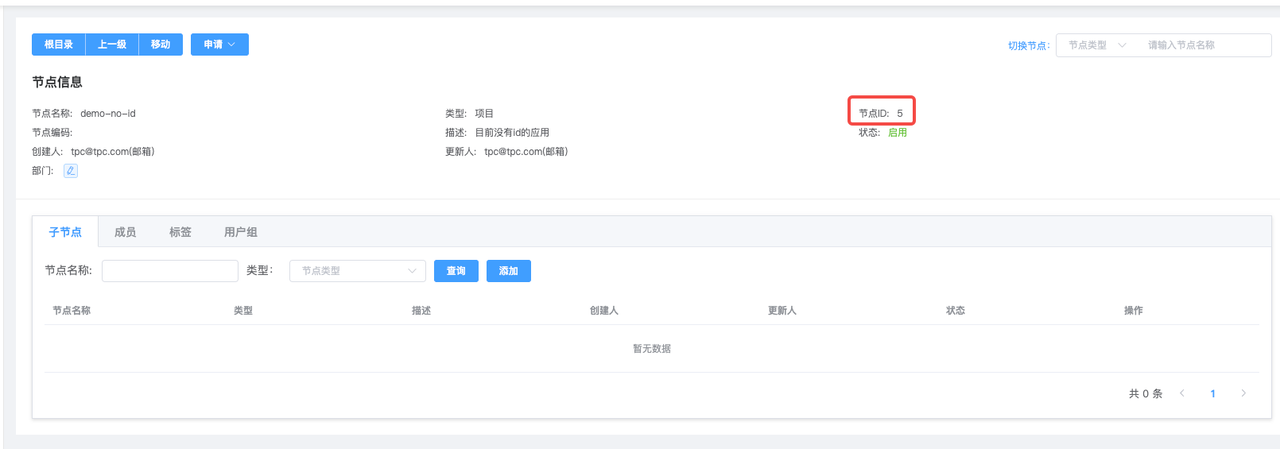 根目录 上一级 移动 申请 切换节点: 节点类型 请输入节点名称
节点信息
节点名称: demo-no-id 类型: 项目 节点ID: 5
节点编码: 描述: 目前没有id的应用 状态: 启用
创建人: tpc@tpc.com(邮箱) 更新人: tpc@tpc.com(邮箱)
部门:
子节点 成员 标签 用户组
节点名称: 类型: 节点类型 查询 添加
节点名称 类型 描述 创建人 更新人 状态 操作
暂无数据
共 0 条 1